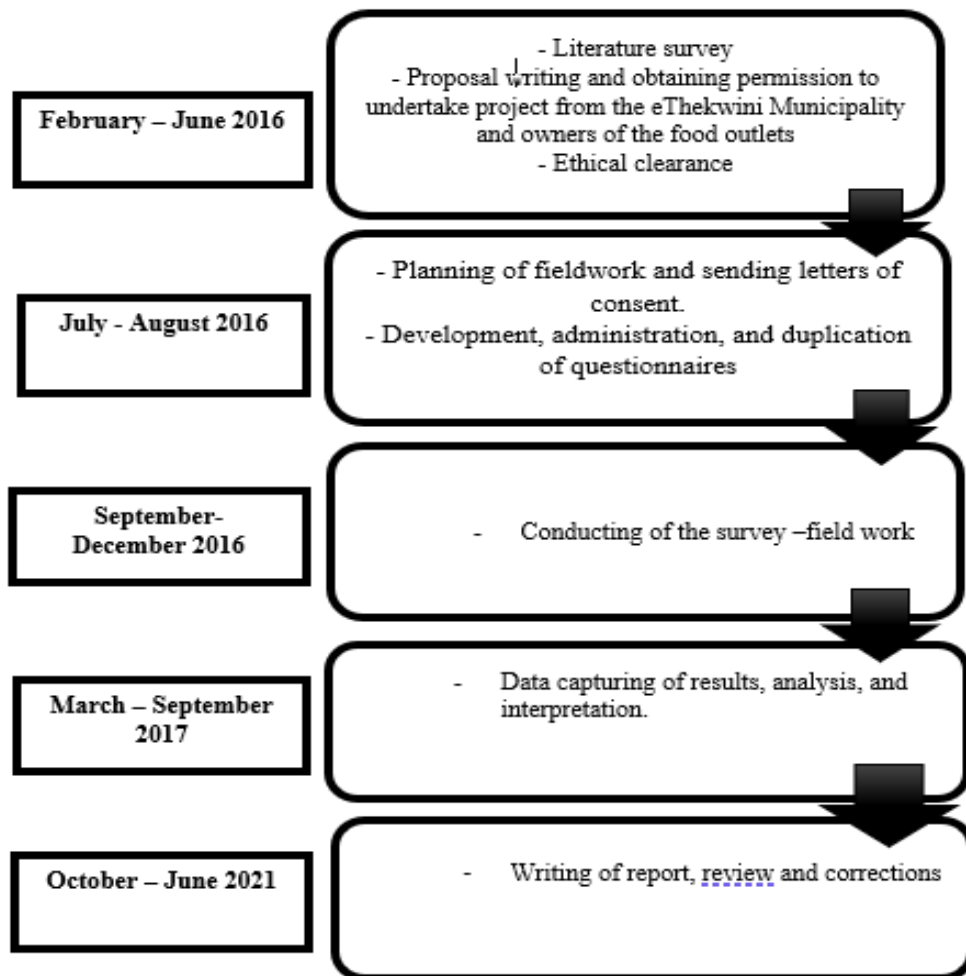 February – June 2016
- Literature survey
- Proposal writing and obtaining permission to
undertake project from the eThekwini Municipality
and owners of the food outlets
- Ethical clearance
July - August 2016
- Planning of fieldwork and sending letters of
consent.
- Development, administration, and duplication
of questionnaires
September-
December 2016
- Conducting of the survey –field work
March – September
2017
- Data capturing of results, analysis, and
interpretation.
October – June 2021
- Writing of report, review and corrections